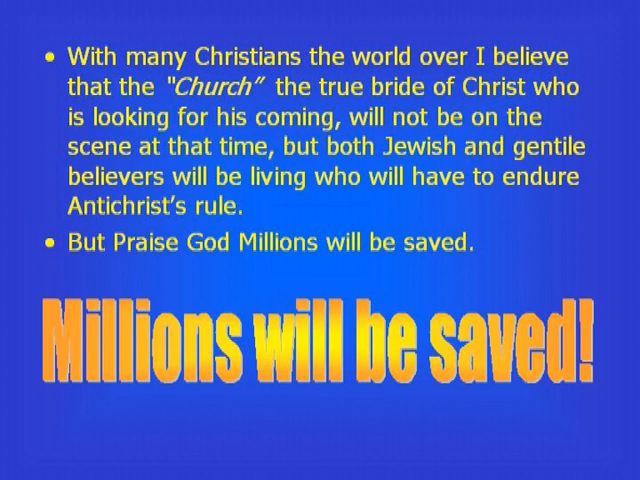 • With many Christians the world over I believe
that the "Church" the true bride of Christ who
is looking for his coming, will not be on the
scene at that time, but both Jewish and gentile
believers will be living who will have to endure
Antichrist's rule.
• But Praise God Millions will be saved.
Millions will be saved!